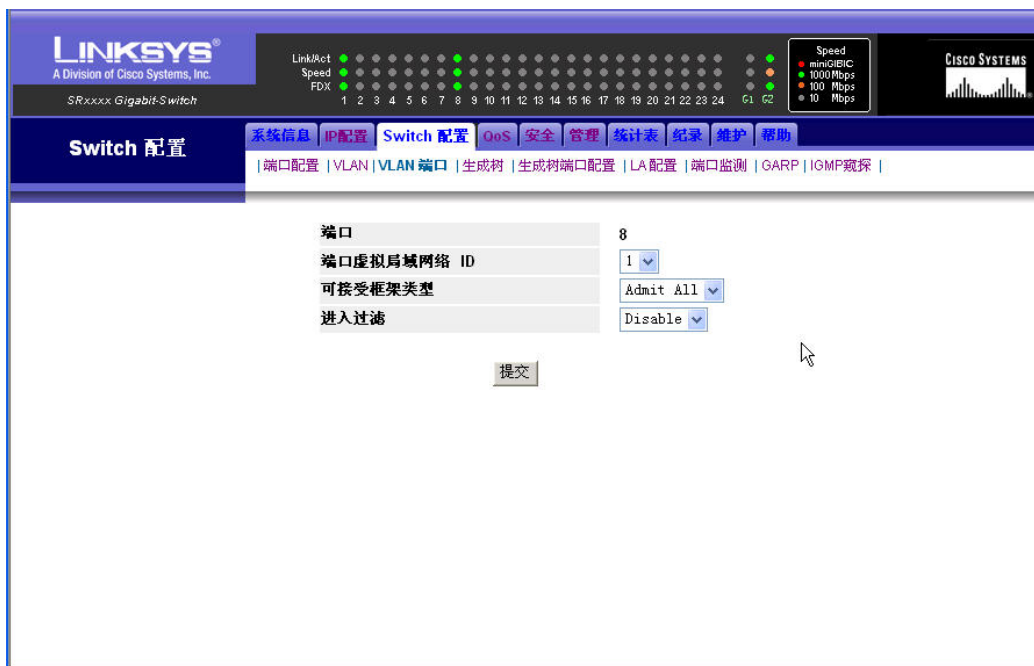 LINKSYS®
A Division of Cisco Systems, Inc.
SRxxxx Gigabit-Switch
Link/Act
Speed
FDX
1 2 3 4 5 6 7 8 9 10 11 12 13 14 15 16 17 18 19 20 21 22 23 24 G1 G2
Speed
miniGIBIC
1000 Mbps
100 Mbps
10 Mbps
CISCO SYSTEMS
Switch 配置
系统信息 IP配置 Switch 配置 QoS 安全 管理 统计表 纪录 维护 帮助
|端口配置 |VLAN |VLAN 端口 |生成树 |生成树端口配置 |LA 配置 |端口监测 |GARP |IGMP窥探 |
端口 8
端口虚拟局域网络 ID 1
可接受框架类型 Admit All
进入过滤 Disable
提交